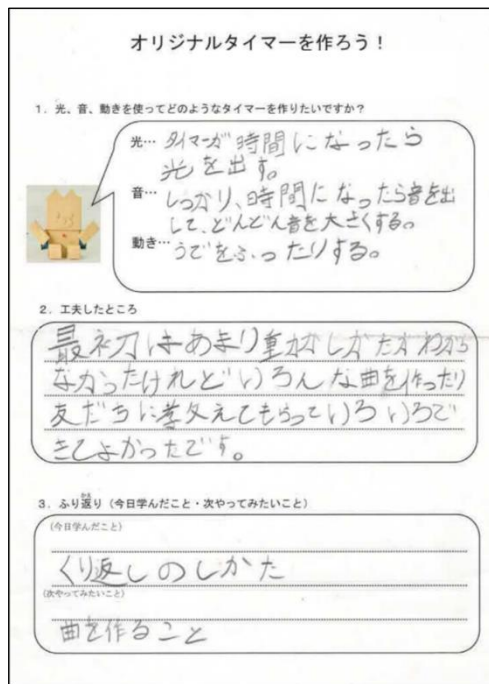 オリジナルタイマーを作ろう！
1. 光、音、動きを使ってどのようなタイマーを作りたいですか？
光… タイマーが時間になったら
光を出す。
音… しっかり、時間になったら音を出
して、どんどん音を大きくする。
動き… うでをふったりする。
2. 工夫したところ
最初はあまり動かしかたがわから
なかったけれどいろんな曲を作ったり
友だちに教えてもらっていろいろで
きてよかったです。
3. ふり返り（今日学んだこと・次やってみたいこと）
(今日学んだこと)
くり返しのしかた
(次やってみたいこと)
曲を作ること